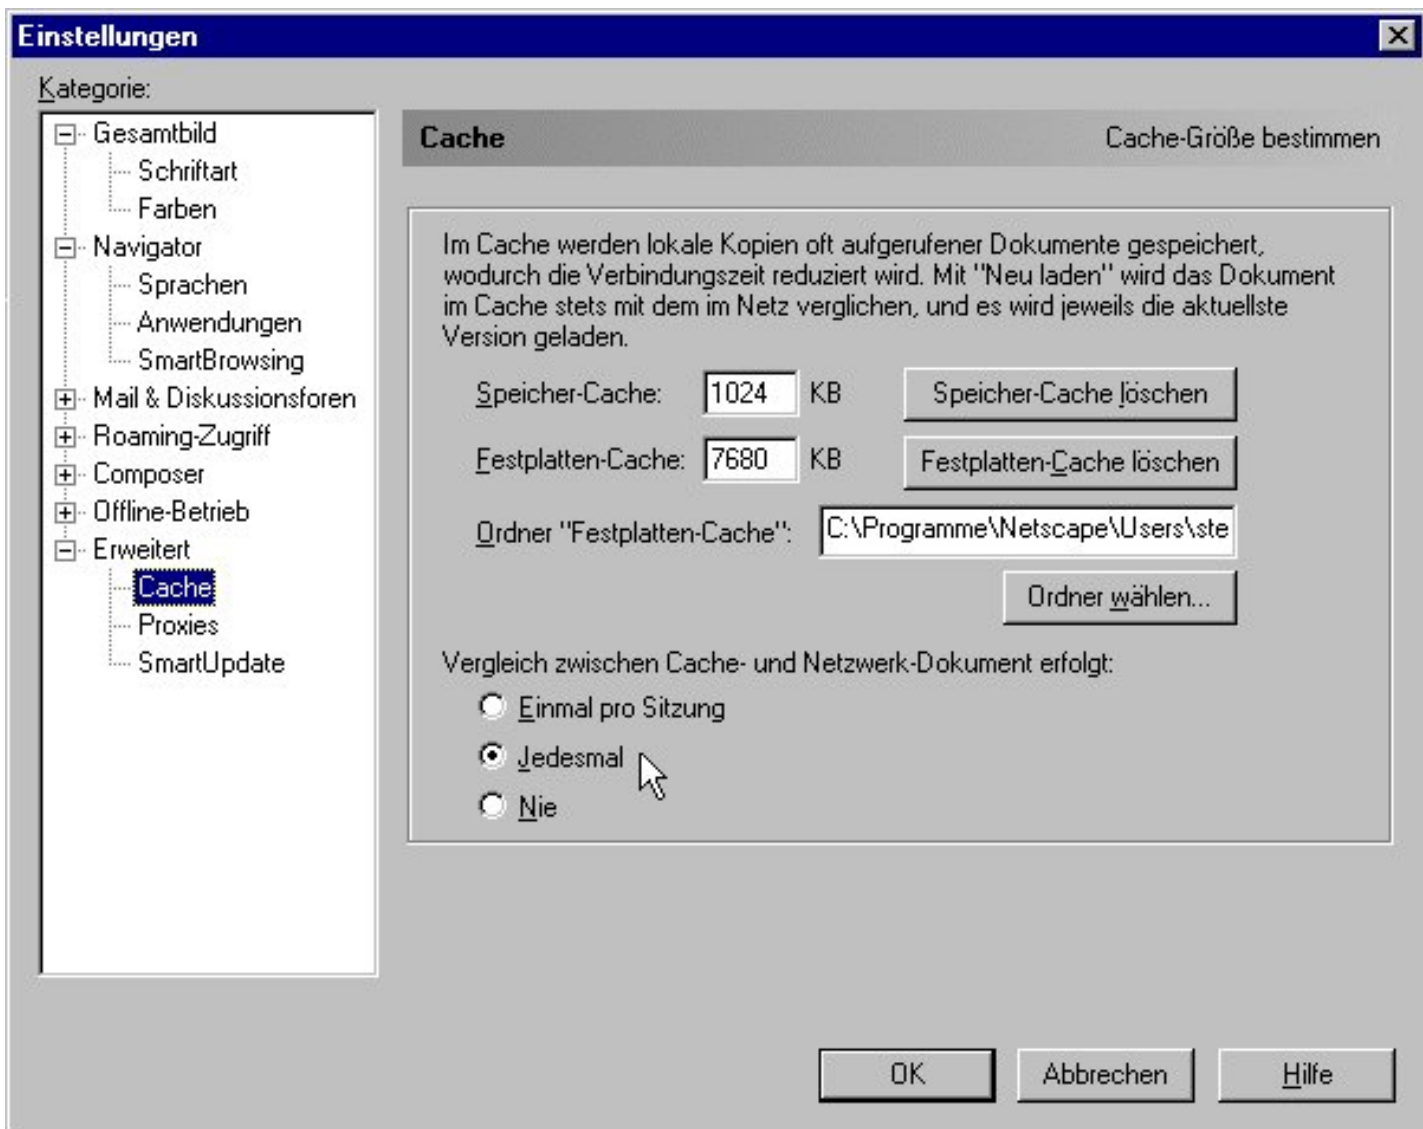 Einstellungen
Kategorie:
Gesamtbild
Schriftart
Farben
Navigator
Sprachen
Anwendungen
SmartBrowsing
Mail & Diskussionsforen
Roaming-Zugriff
Composer
Offline-Betrieb
Erweitert
Cache
Proxies
SmartUpdate
Cache Cache-Größe bestimmen
Im Cache werden lokale Kopien oft aufgerufener Dokumente gespeichert,
wodurch die Verbindungszeit reduziert wird. Mit "Neu laden" wird das Dokument
im Cache stets mit dem im Netz verglichen, und es wird jeweils die aktuellste
Version geladen.
Speicher-Cache: 1024 KB Speicher-Cache löschen
Festplatten-Cache: 7680 KB Festplatten-Cache löschen
Ordner "Festplatten-Cache": C:\Programme\Netscape\Users\ste
Ordner wählen...
Vergleich zwischen Cache- und Netzwerk-Dokument erfolgt:
Einmal pro Sitzung
Jedesmal
Nie
OK Abbrechen Hilfe